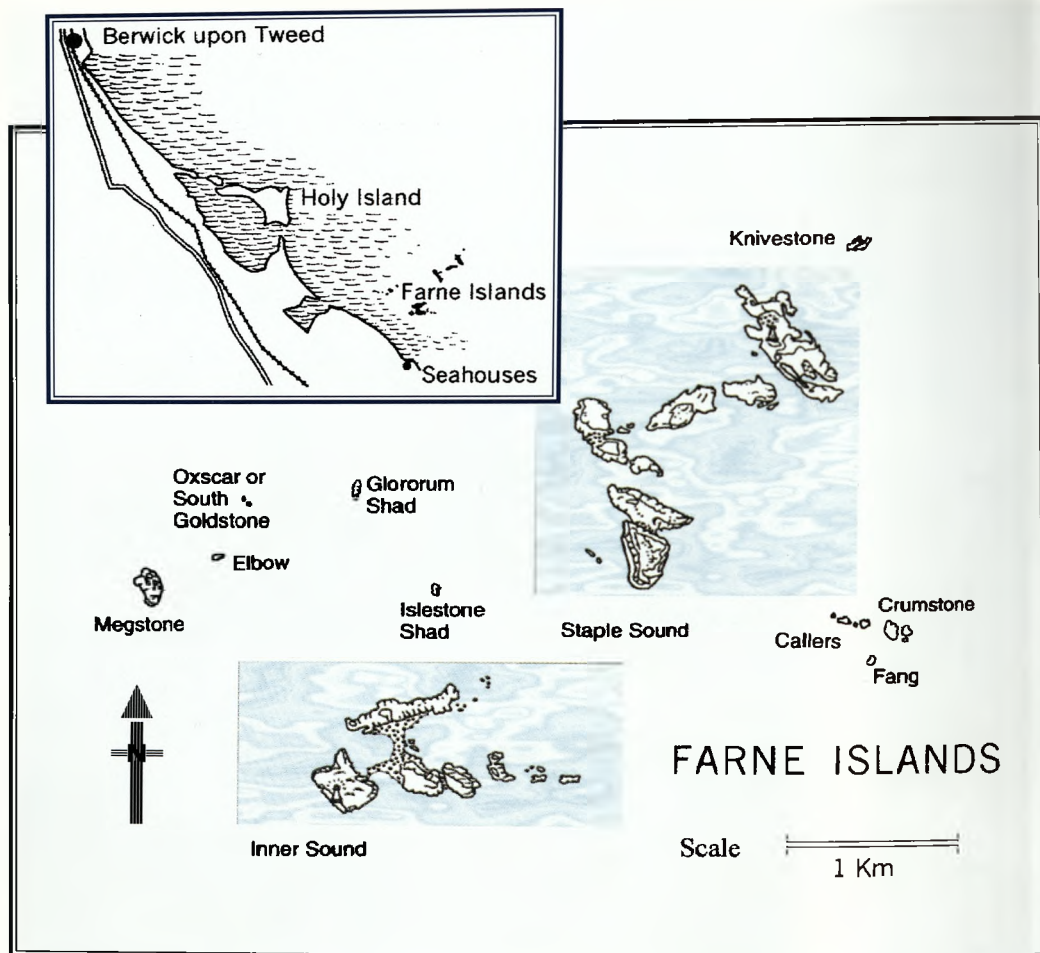 Berwick upon Tweed
Holy Island
Farne Islands
Seahouses
Knivestone
Oxscar or
South
Goldstone
Glororum
Shad
Elbow
Megstone
Islestone
Shad
Staple Sound
Callers
Crumstone
Fang
N
FARNE ISLANDS
Inner Sound
Scale
1 Km